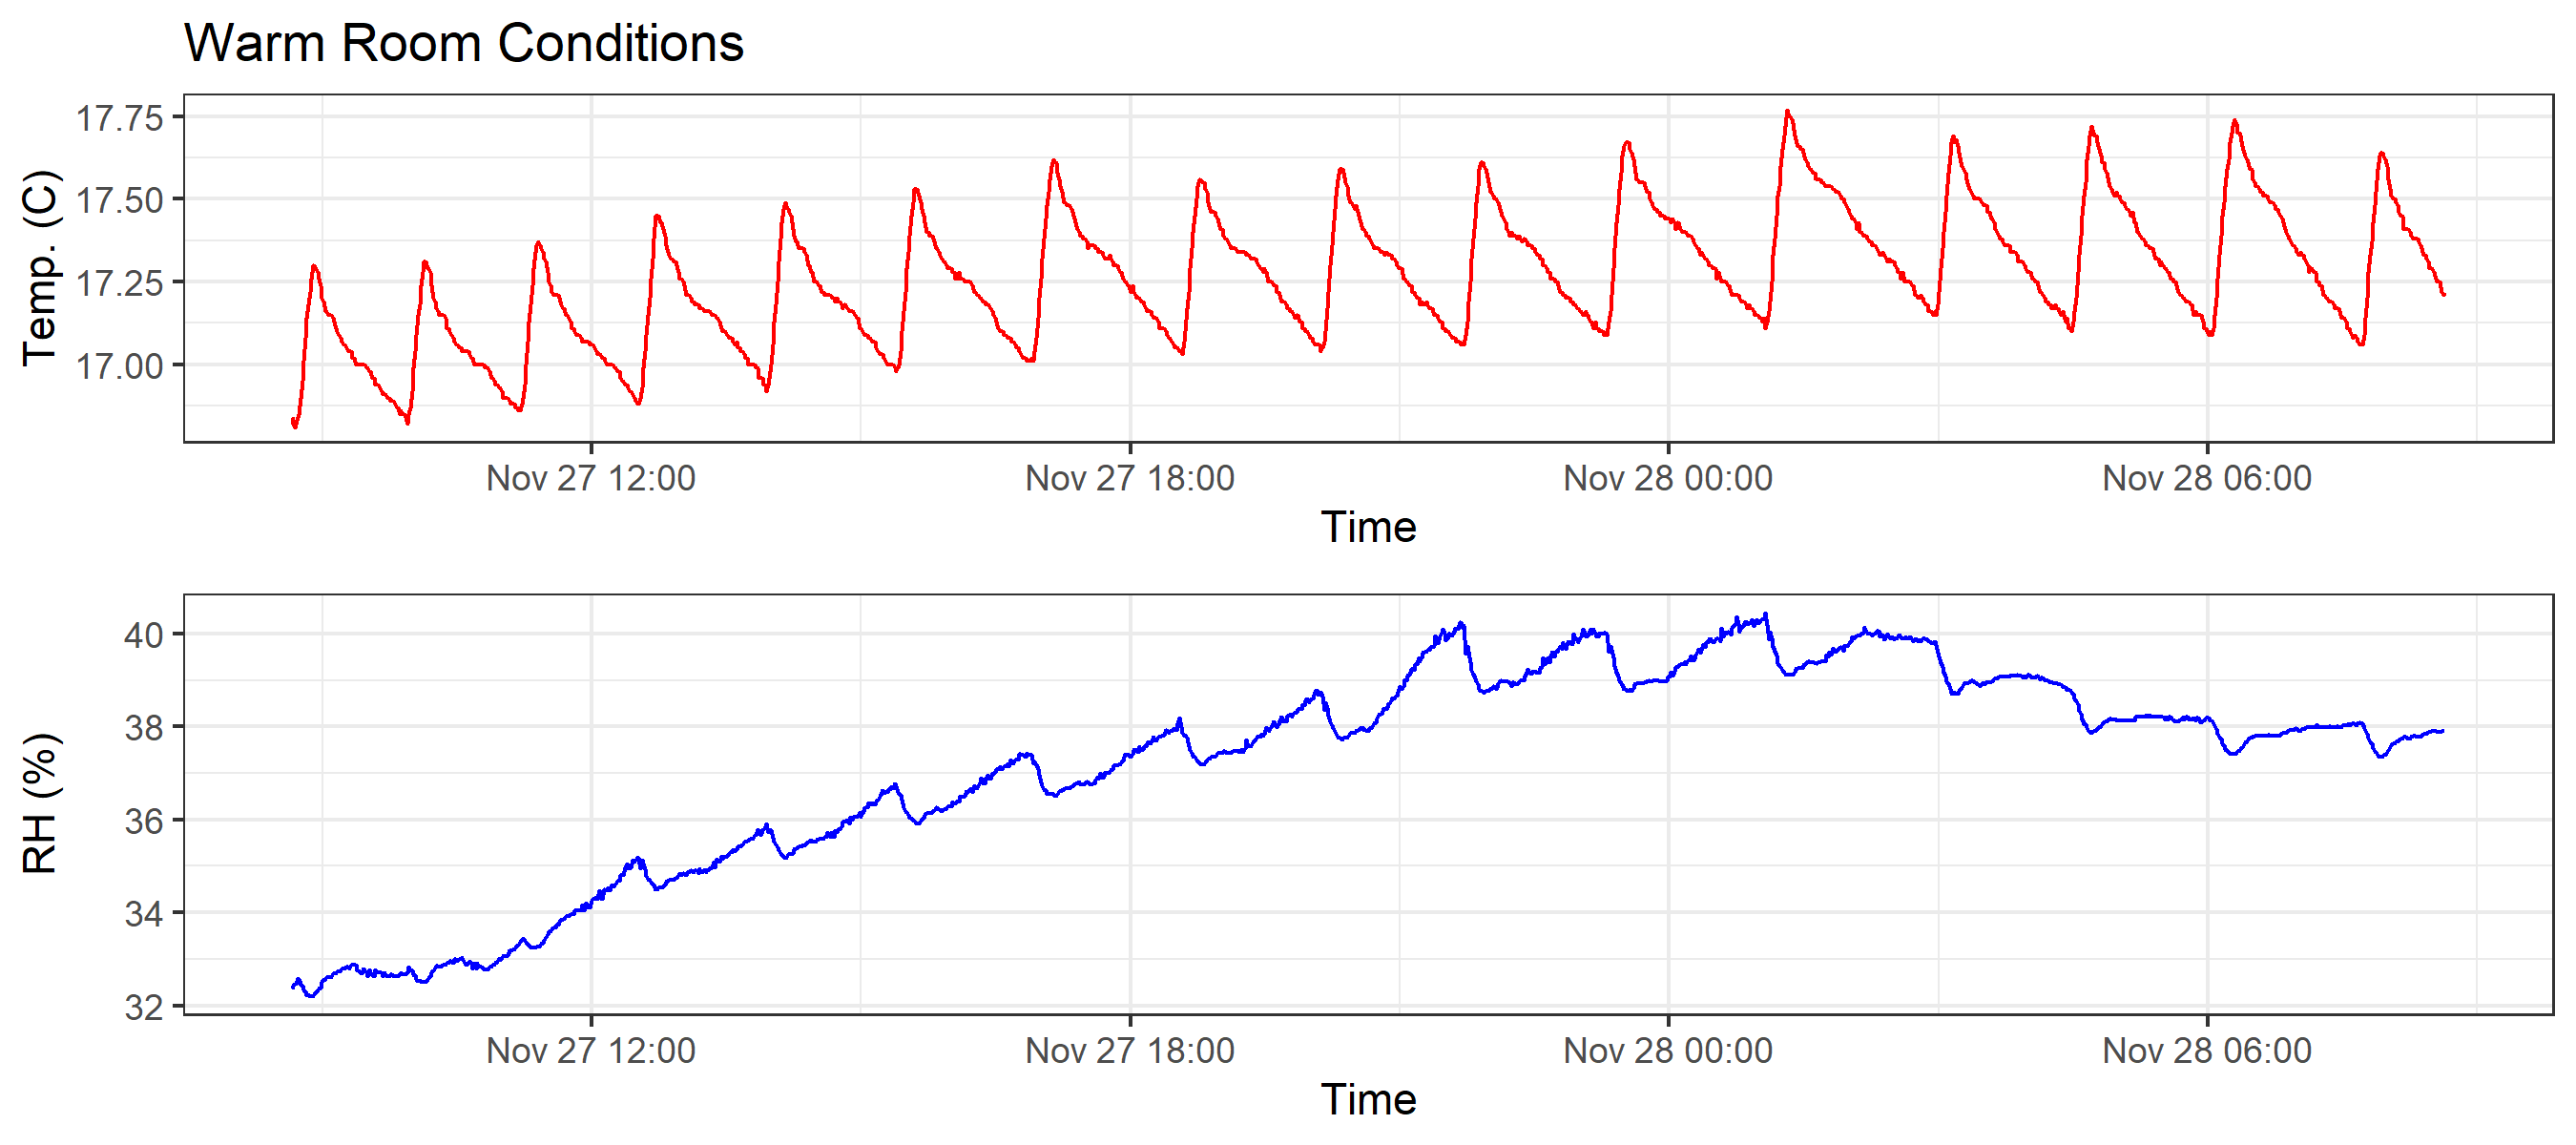 Warm Room Conditions
17.75
17.50
17.25
17.00
Temp. (C)
Nov 27 12:00 Nov 27 18:00 Nov 28 00:00 Nov 28 06:00
Time
40
38
36
34
32
RH (%)
Nov 27 12:00 Nov 27 18:00 Nov 28 00:00 Nov 28 06:00
Time